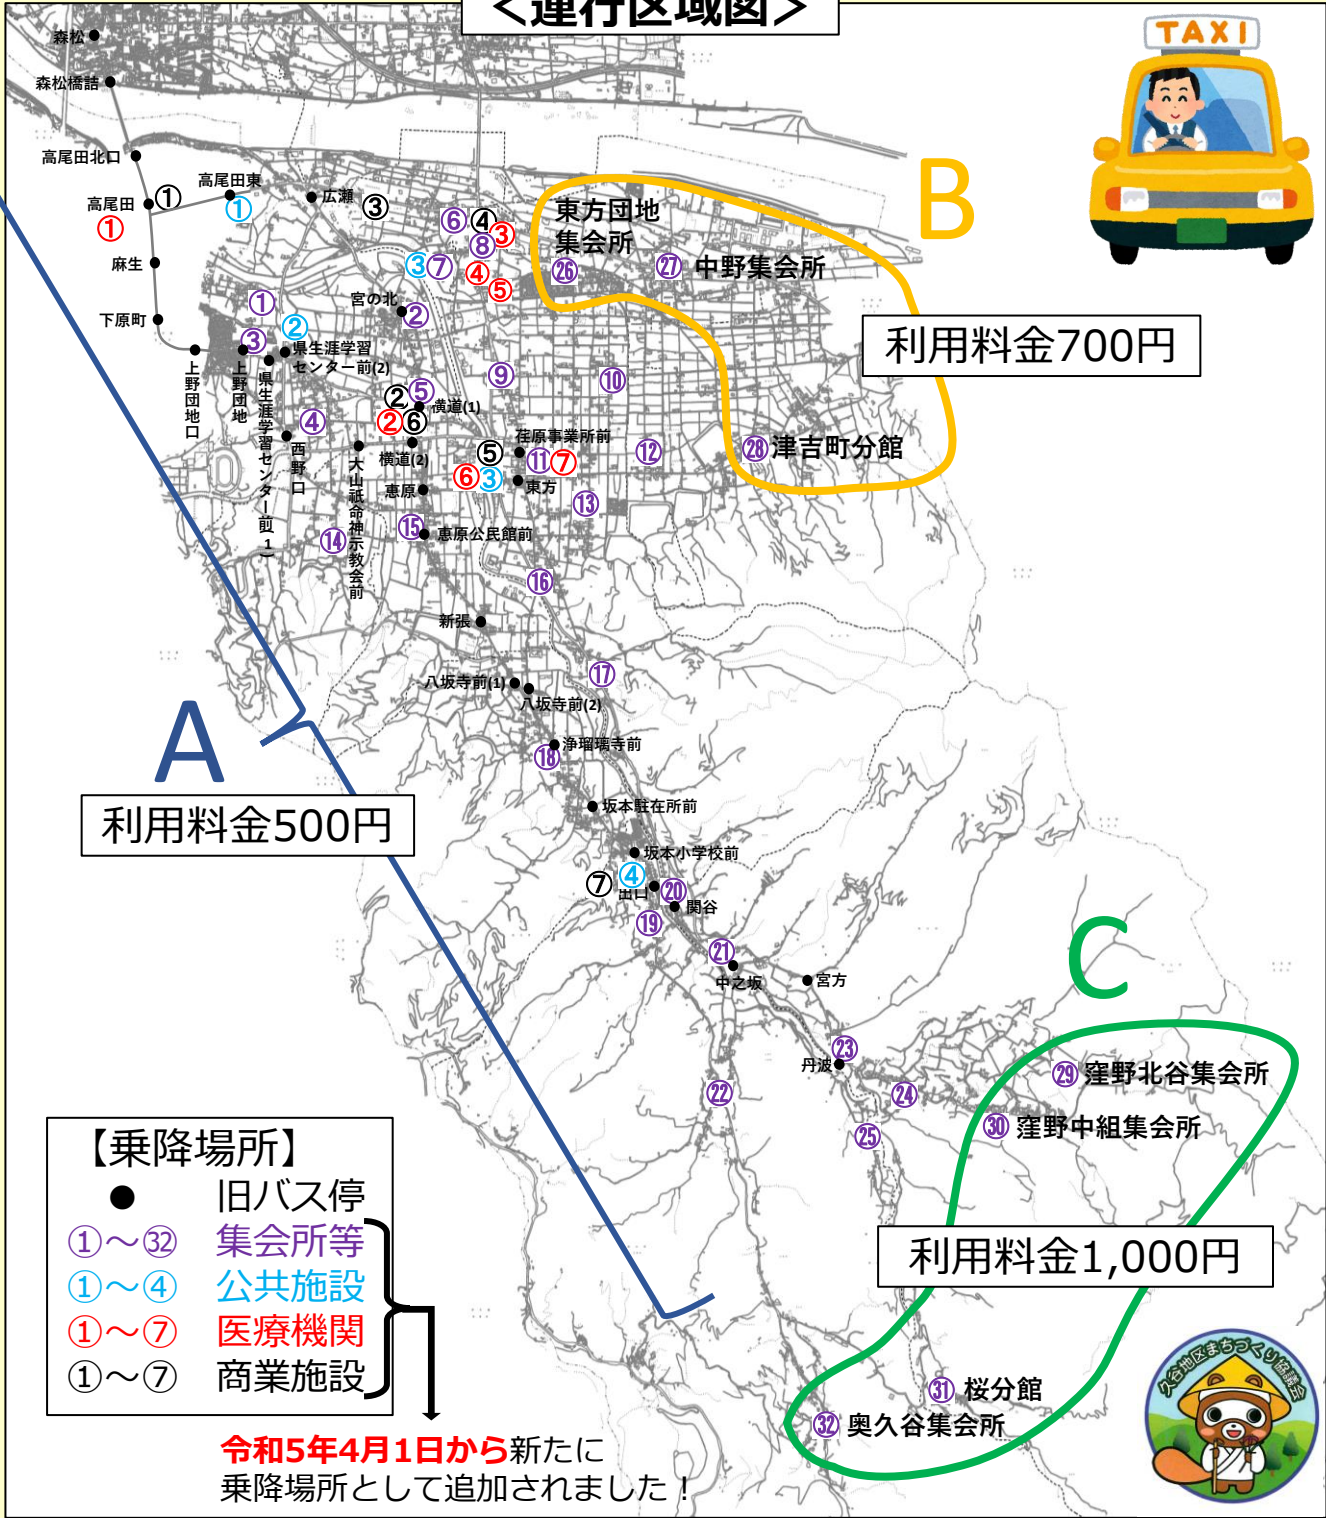 ＜運行区域図＞
TAXI
森松
森松橋詰
高尾田北口
高尾田東
高尾田
①
①
①
広瀬
③
麻生
下原町
上野団地口
上野団地
県生涯学習センター前(1)
県生涯学習
センター前(2)
①
②
③
④
西野口
大山祇命神示教会前
宮の北
②
③⑦
⑥④
③
⑧
④
⑤
⑨
⑩
②⑤
横道(1)
②⑥
横道(2)
荏原事業所前
⑤
⑪⑦
⑥③
東方
⑫
⑬
恵原
⑮
恵原公民館前
⑭
⑯
新張
⑰
八坂寺前(1)
八坂寺前(2)
浄瑠璃寺前
⑱
坂本駐在所前
坂本小学校前
⑦
④
出口
⑳
関谷
⑲
㉑
中之坂
宮方
丹波
㉓
㉒
㉔
㉕
B
東方団地
集会所
㉖
㉗ 中野集会所
利用料金700円
㉘ 津吉町分館
A
利用料金500円
C
㉙ 窪野北谷集会所
㉚ 窪野中組集会所
利用料金1,000円
㉛ 桜分館
㉜ 奥久谷集会所
【乗降場所】
● 旧バス停
①～㉜ 集会所等
①～④ 公共施設
①～⑦ 医療機関
①～⑦ 商業施設
令和5年4月1日から新たに
乗降場所として追加されました！
久谷地区まちづくり協議会